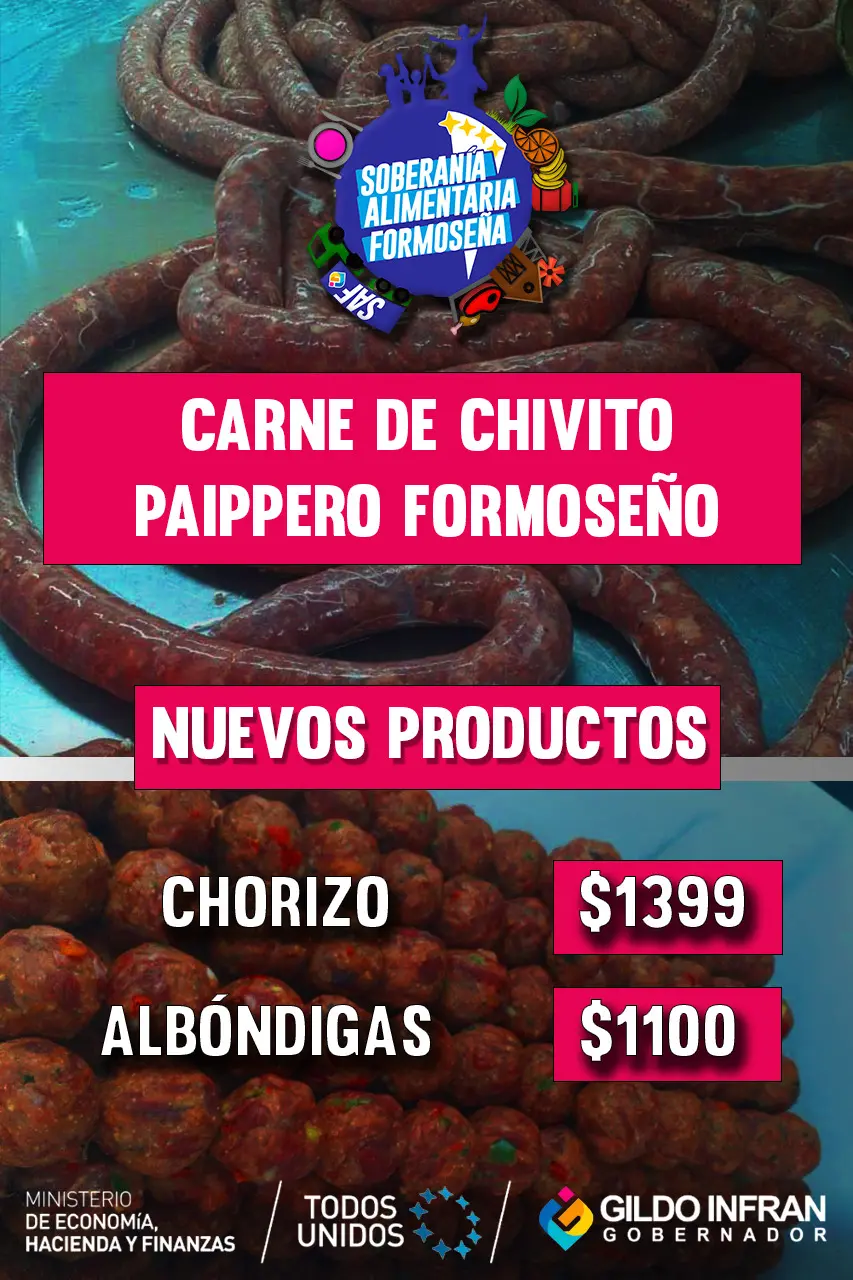 SOBERANÍA
ALIMENTARIA
FORMOSEÑA
SAF
CARNE DE CHIVITO
PAIPPERO FORMOSEÑO
NUEVOS PRODUCTOS
CHORIZO $1399
ALBÓNDIGAS $1100
MINISTERIO
DE ECONOMÍA,
HACIENDA Y FINANZAS
TODOS
UNIDOS
GILDO INFRAN
GOBERNADOR